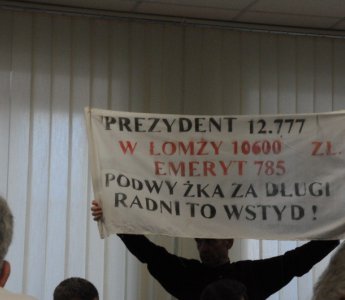 PREZYDENT 12.777
W ŁOMŻY 10600 ZŁ.
EMERYT 785
PODWYŻKA ZA DŁUGI
RADNI TO WSTYD !